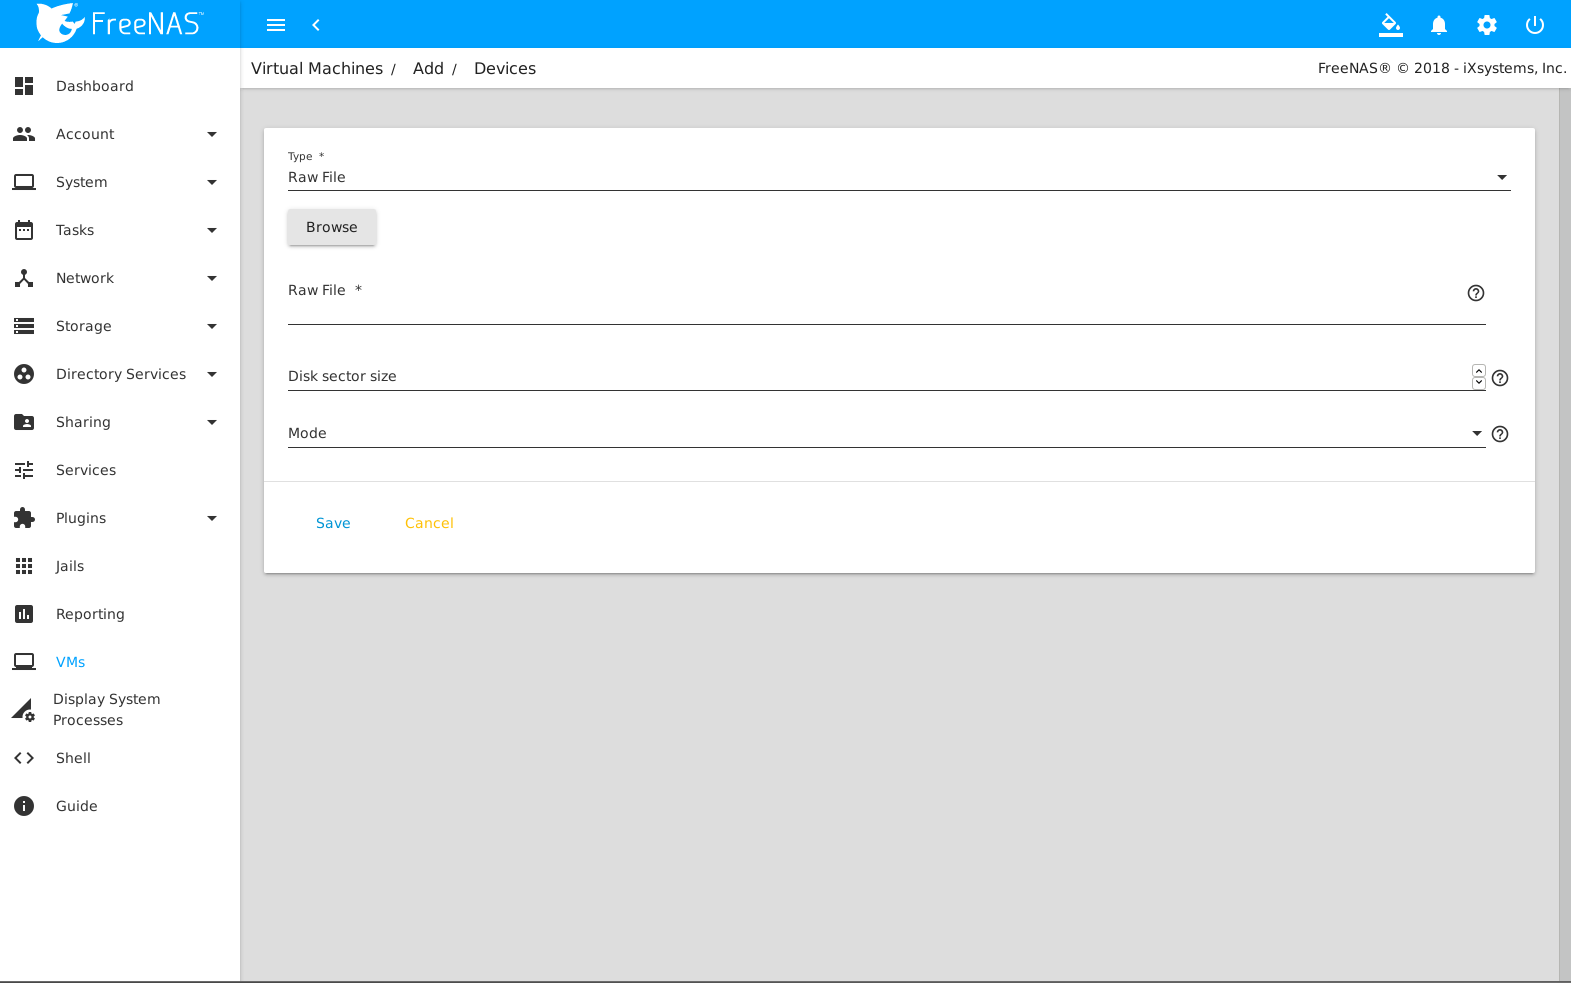 FreeNAS™
Virtual Machines / Add / Devices
FreeNAS® © 2018 - iXsystems, Inc.
Dashboard
Account
System
Tasks
Network
Storage
Directory Services
Sharing
Services
Plugins
Jails
Reporting
VMs
Display System
Processes
Shell
Guide
Type *
Raw File
Browse
Raw File *
Disk sector size
Mode
Save
Cancel